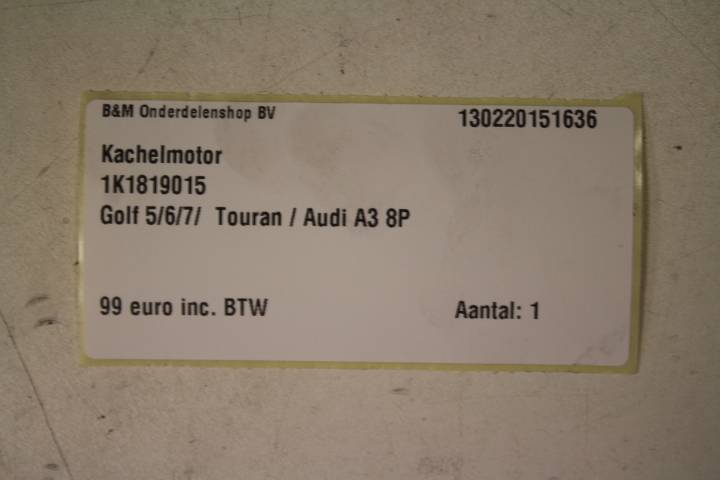 B&M Onderdelenshop BV 130220151636
Kachelmotor
1K1819015
Golf 5/6/7/ Touran / Audi A3 8P
99 euro inc. BTW Aantal: 1